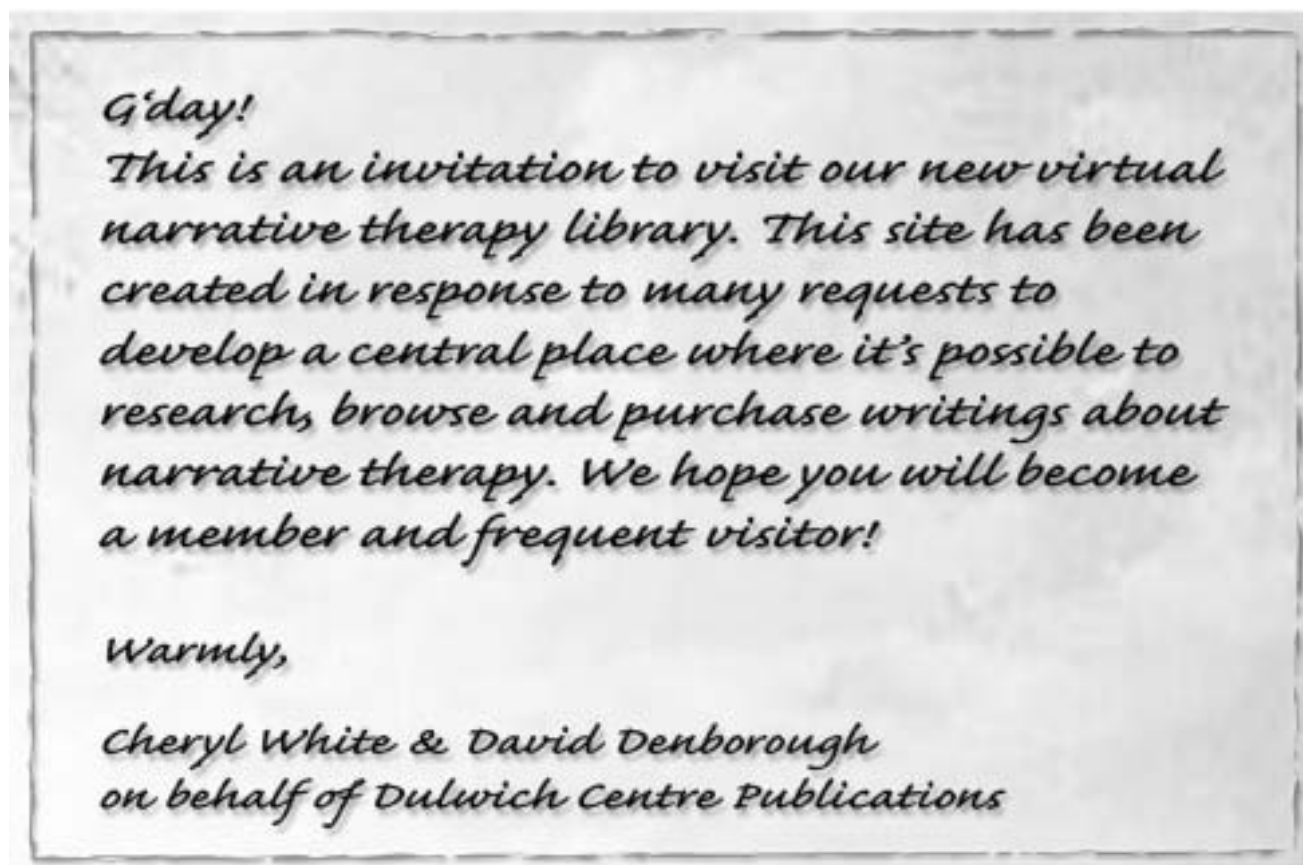 G‘day!
This is an invitation to visit our new virtual
narrative therapy library. This site has been
created in response to many requests to
develop a central place where it’s possible to
research, browse and purchase writings about
narrative therapy. We hope you will become
a member and frequent visitor!
Warmly,
Cheryl White & David Denborough
on behalf of Dulwich Centre Publications